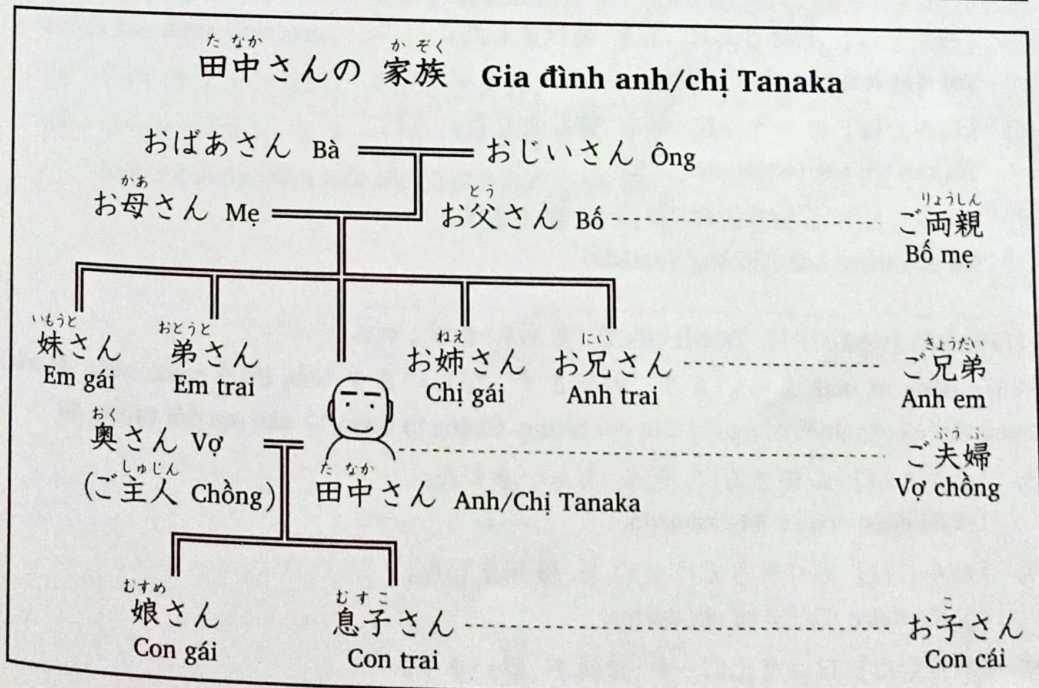 た なか か ぞく
田中さんの 家族 Gia đình anh/chị Tanaka
おばあさん Bà おじいさん Ông
かあ とう りょうしん
お母さん Mẹ お父さん Bố ご両親
Bố mẹ
いもうと おとうと ねえ にい きょうだい
妹さん 弟さん お姉さん お兄さん ご兄弟
Em gái Em trai Chị gái Anh trai Anh em
おく ふう ふ
奥さん Vợ ご夫婦
しゅじん た なか
(ご主人 Chồng) 田中さん Anh/Chị Tanaka Vợ chồng
むすめ むすこ こ
娘さん 息子さん お子さん
Con gái Con trai Con cái